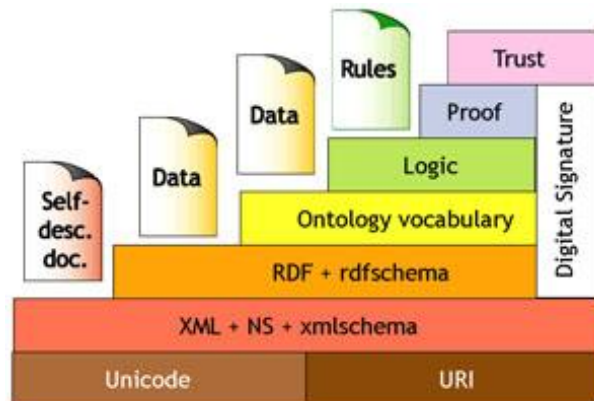 Trust
Rules
Proof
Data
Logic
Data
Ontology vocabulary
Digital Signature
Self-
desc.
doc.
RDF + rdfschema
XML + NS + xmlschema
Unicode
URI